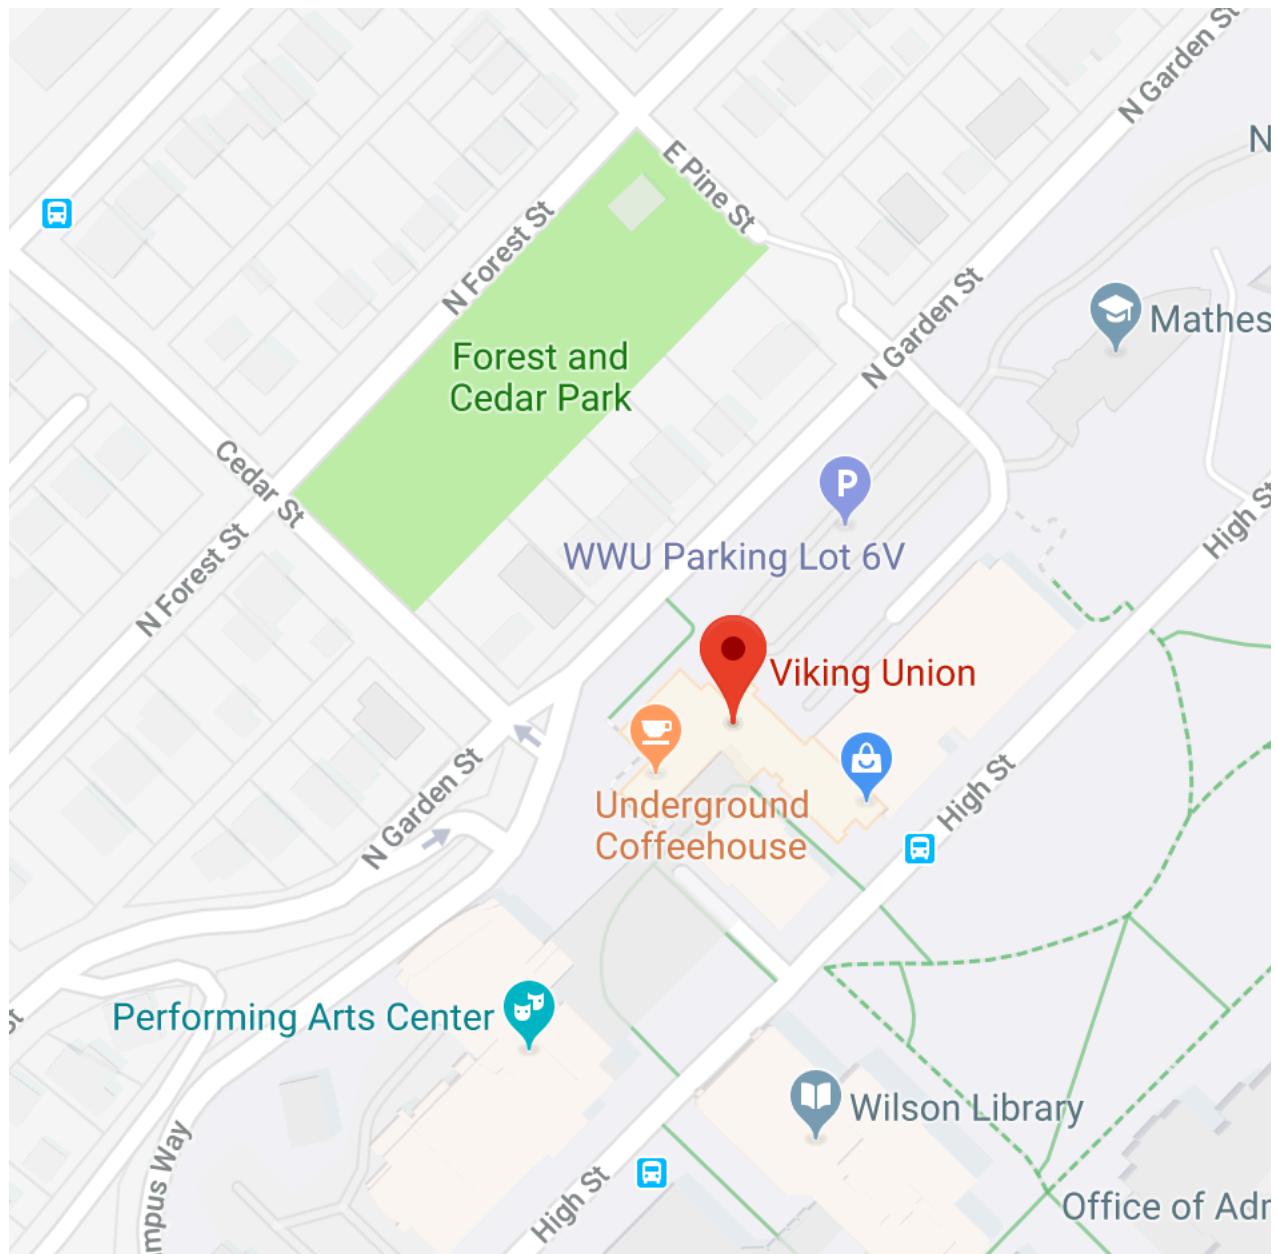 N Garden St
N
E Pine St
N Forest St
N Garden St
Mathes
Forest and
Cedar Park
Cedar St
P
WWU Parking Lot 6V
High St
N Forest St
Viking Union
Underground
Coffeehouse
High St
N Garden St
Performing Arts Center
St
Wilson Library
mpus Way
High St
Office of Adr